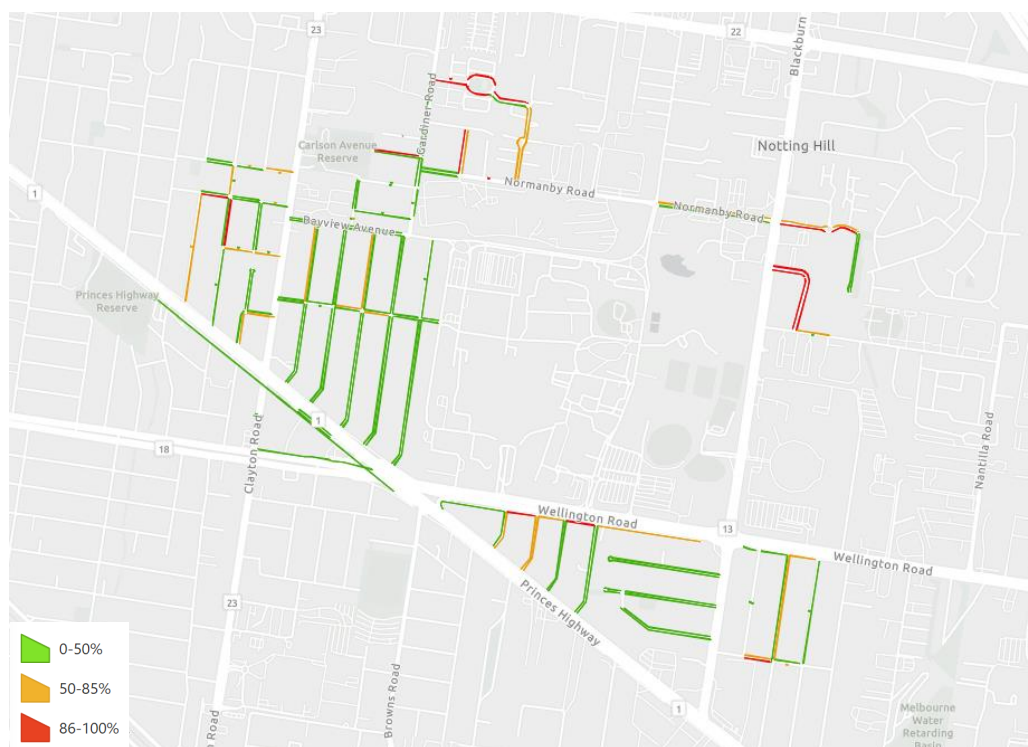 23
22
Blackburn
Gardiner Road
Carlson Avenue
Reserve
Notting Hill
1
Normanby Road
Normanby Road
Bayview Avenue
Princes Highway
Reserve
1
18
Clayton Road
Nantilla Road
Wellington Road
13
Wellington Road
Princes Highway
23
0-50%
50-85%
86-100%
Browns Road
Road
1
Melbourne
Water
Retarding
Basin